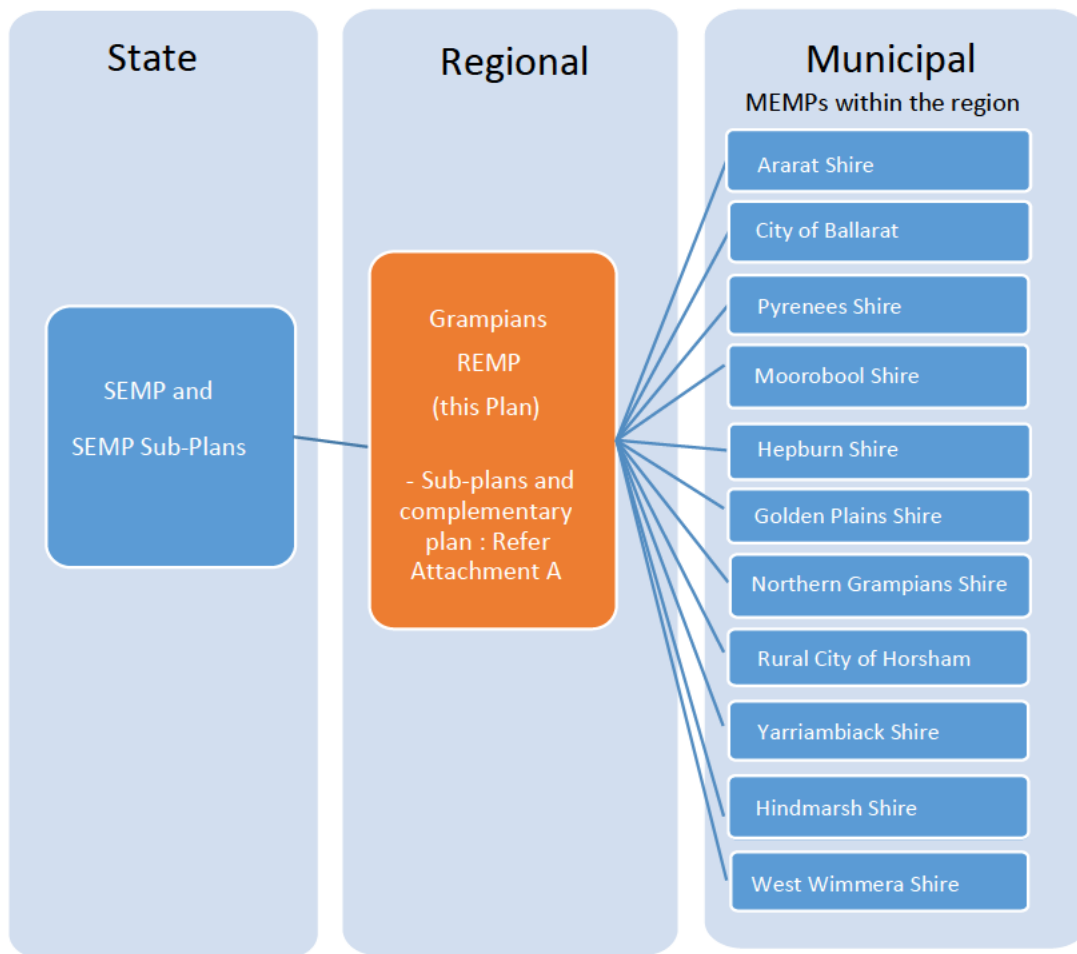 State
SEMP and
SEMP Sub-Plans
Regional
Grampians
REMP
(this Plan)
- Sub-plans and
complementary
plan : Refer
Attachment A
Municipal
MEMPs within the region
Ararat Shire
City of Ballarat
Pyrenees Shire
Moorobool Shire
Hepburn Shire
Golden Plains Shire
Northern Grampians Shire
Rural City of Horsham
Yarriambiack Shire
Hindmarsh Shire
West Wimmera Shire